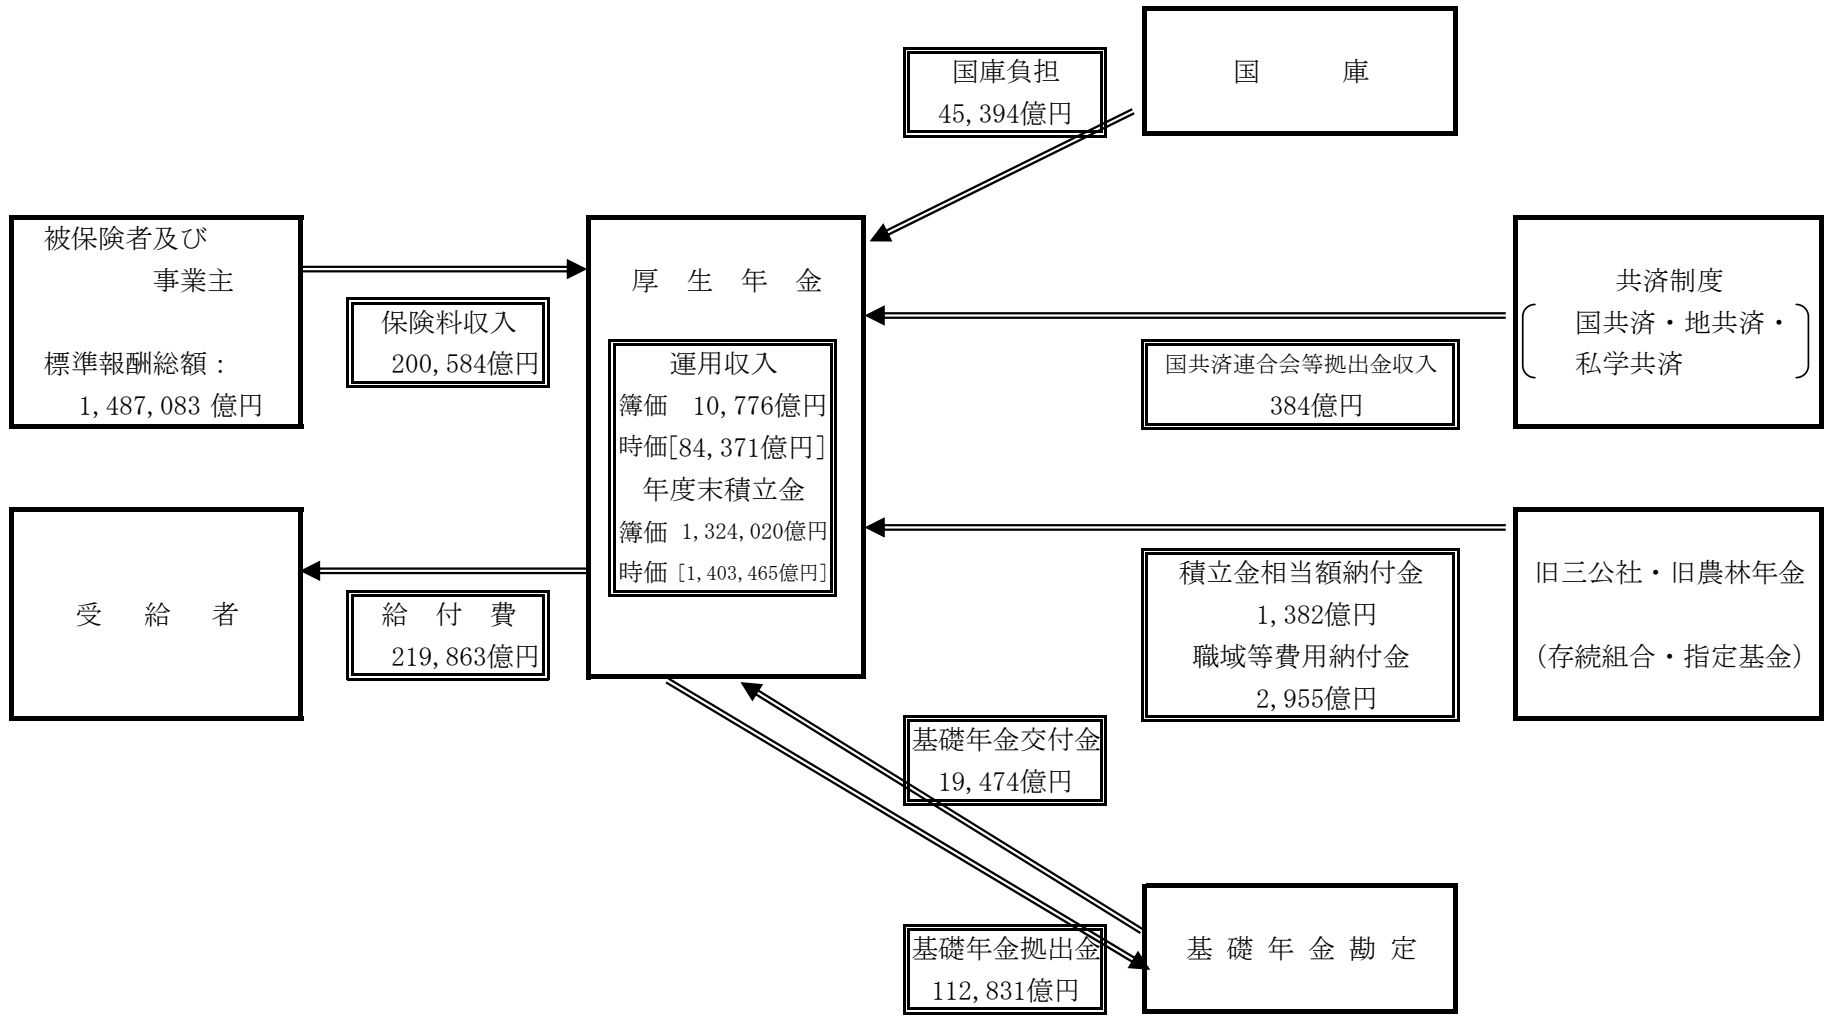 国庫負担
45,394億円
国　　　庫
被保険者及び
事業主
標準報酬総額：
1,487,083 億円
保険料収入
200,584億円
厚　生　年　金
運用収入
簿価　10,776億円
時価[84,371億円]
年度末積立金
簿価　1,324,020億円
時価　[1,403,465億円]
共済制度
国共済・地共済・
私学共済
国共済連合会等拠出金収入
384億円
受　給　者
給　付　費
219,863億円
積立金相当額納付金
1,382億円
職域等費用納付金
2,955億円
旧三公社・旧農林年金
(存続組合・指定基金)
基礎年金交付金
19,474億円
基礎年金拠出金
112,831億円
基 礎 年 金 勘 定